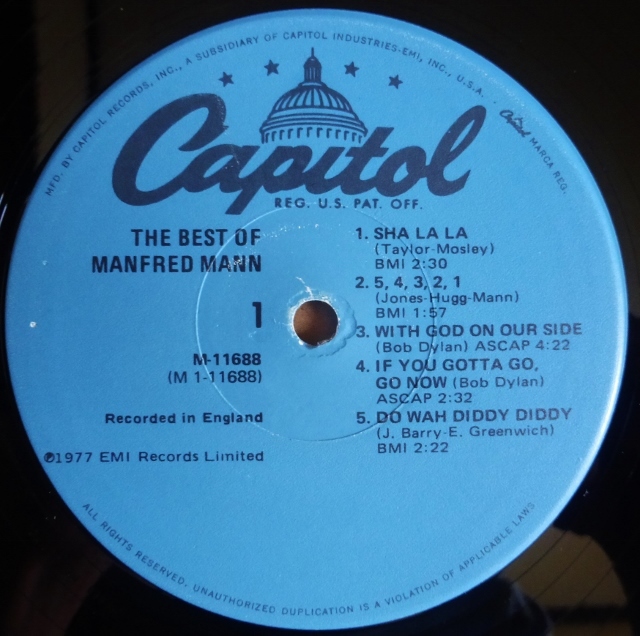 MFD. BY CAPITOL RECORDS, INC., A SUBSIDIARY OF CAPITOL INDUSTRIES-EMI, INC., U.S.A. . Capitol MARCA REG.
Capitol
REG. U.S. PAT. OFF.
THE BEST OF
MANFRED MANN
1
M-11688
(M 1-11688)
Recorded in England
℗1977 EMI Records Limited
1. SHA LA LA
(Taylor-Mosley)
BMI 2:30
2. 5, 4, 3, 2, 1
(Jones-Hugg-Mann)
BMI 1:57
3. WITH GOD ON OUR SIDE
(Bob Dylan) ASCAP 4:22
4. IF YOU GOTTA GO,
GO NOW (Bob Dylan)
ASCAP 2:32
5. DO WAH DIDDY DIDDY
(J. Barry-E. Greenwich)
BMI 2:22
ALL RIGHTS RESERVED. UNAUTHORIZED DUPLICATION IS A VIOLATION OF APPLICABLE LAWS